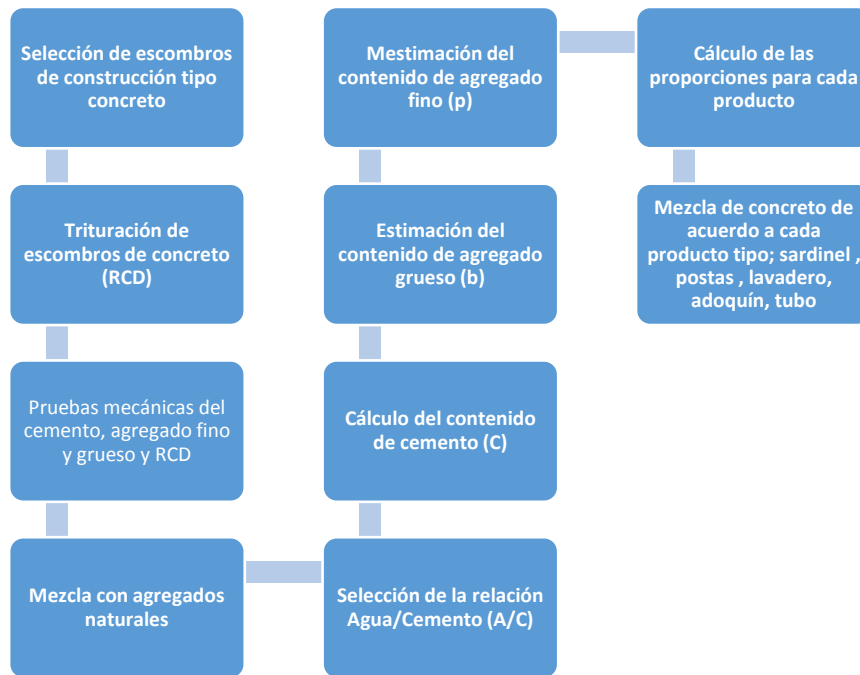 Selección de escombros
de construcción tipo
concreto
Trituración de
escombros de concreto
(RCD)
Pruebas mecánicas del
cemento, agregado fino
y grueso y RCD
Mezcla con agregados
naturales
Selección de la relación
Agua/Cemento (A/C)
Cálculo del contenido
de cemento (C)
Estimación del
contenido de agregado
grueso (b)
Mestimación del
contenido de agregado
fino (p)
Cálculo de las
proporciones para cada
producto
Mezcla de concreto de
acuerdo a cada
producto tipo; sardinel ,
postas , lavadero,
adoquín, tubo